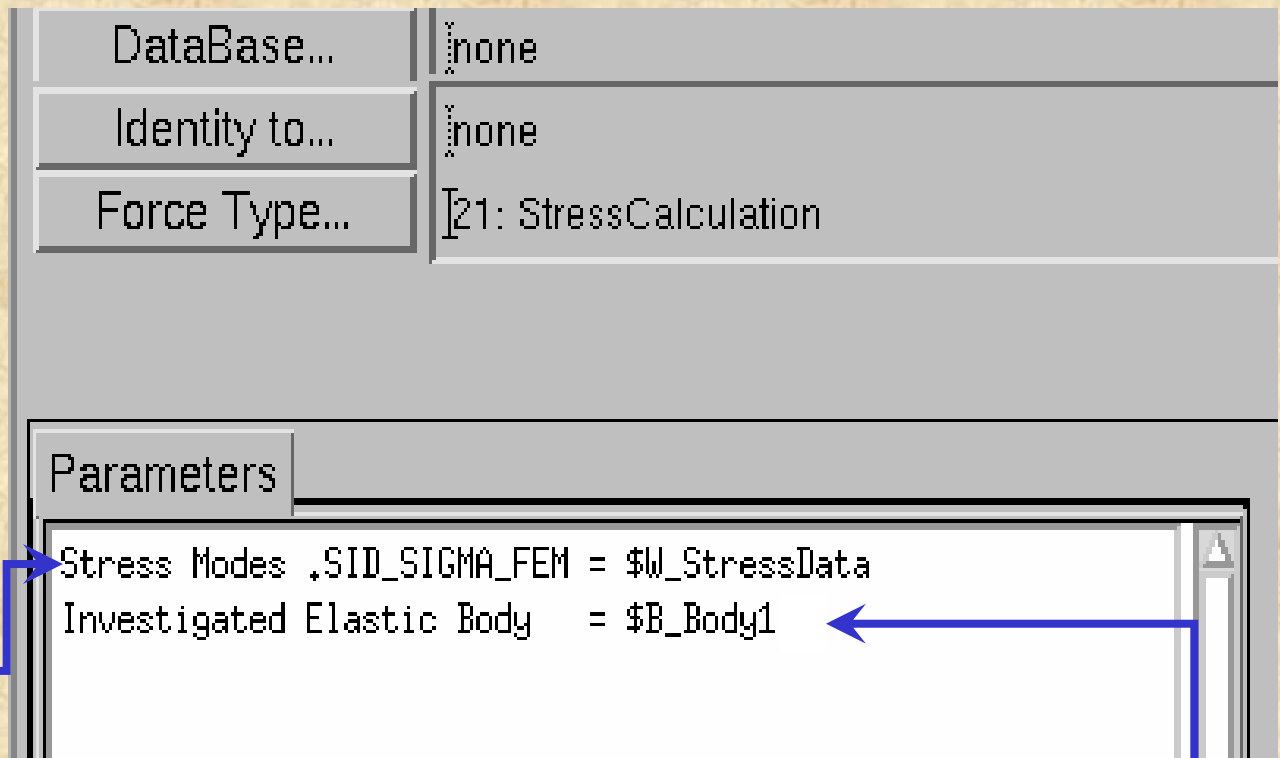 DataBase... none
Identity to... none
Force Type... 21: StressCalculation
Parameters
Stress Modes .SID_SIGMA_FEM = $W_StressData
Investigated Elastic Body = $B_Body1